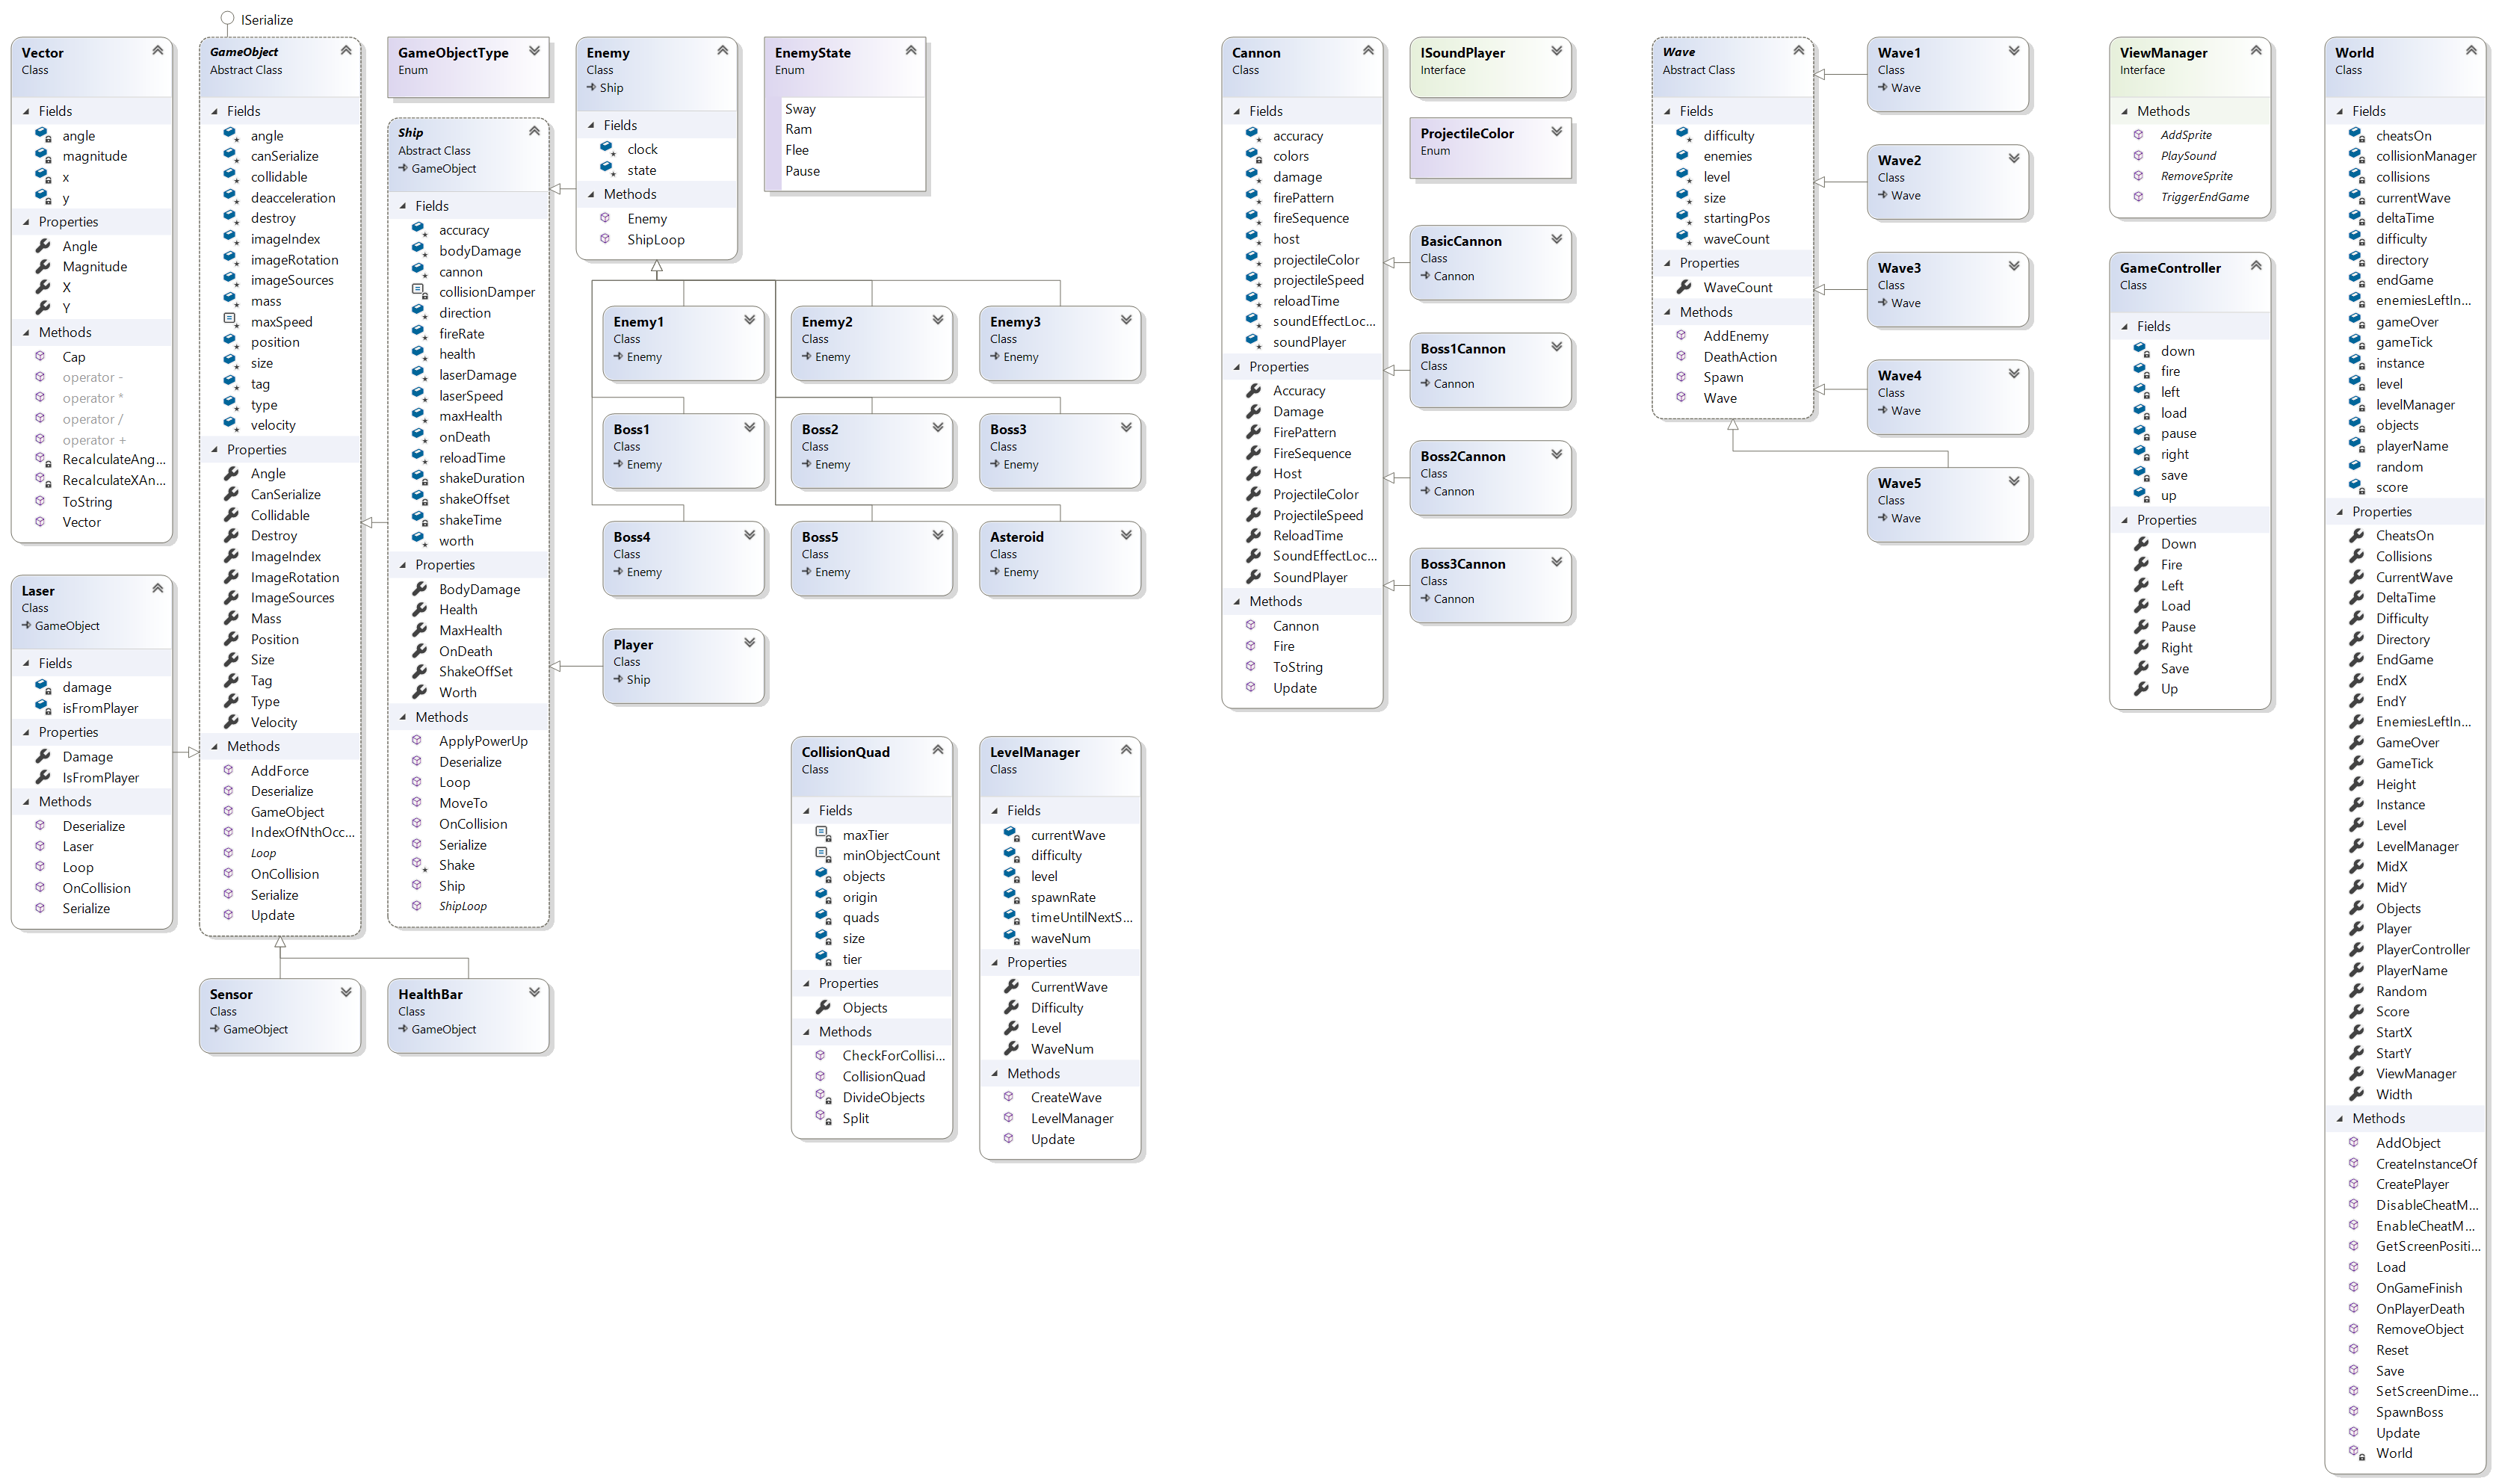 ISerialize
Vector
Class
Fields
angle
magnitude
x
y
Properties
Angle
Magnitude
X
Y
Methods
Cap
operator -
operator *
operator /
operator +
RecalculateAng...
RecalculateXAn...
ToString
Vector
Laser
Class
GameObject
Fields
damage
isFromPlayer
Properties
Damage
IsFromPlayer
Methods
Deserialize
Laser
Loop
OnCollision
Serialize
GameObject
Abstract Class
Fields
angle
canSerialize
collidable
deacceleration
destroy
imageIndex
imageRotation
imageSources
mass
maxSpeed
position
size
tag
type
velocity
Properties
Angle
CanSerialize
Collidable
Destroy
ImageIndex
ImageRotation
ImageSources
Mass
Position
Size
Tag
Type
Velocity
Methods
AddForce
Deserialize
GameObject
IndexOfNthOcc...
Loop
OnCollision
Serialize
Update
Sensor
Class
GameObject
HealthBar
Class
GameObject
GameObjectType
Enum
Ship
Abstract Class
GameObject
Fields
accuracy
bodyDamage
cannon
collisionDamper
direction
fireRate
health
laserDamage
laserSpeed
maxHealth
onDeath
reloadTime
shakeDuration
shakeOffset
shakeTime
worth
Properties
BodyDamage
Health
MaxHealth
OnDeath
ShakeOffSet
Worth
Methods
ApplyPowerUp
Deserialize
Loop
MoveTo
OnCollision
Serialize
Shake
Ship
ShipLoop
Enemy
Class
Ship
Fields
clock
state
Methods
Enemy
ShipLoop
EnemyState
Enum
Sway
Ram
Flee
Pause
Enemy1
Class
Enemy
Enemy2
Class
Enemy
Enemy3
Class
Enemy
Boss1
Class
Enemy
Boss2
Class
Enemy
Boss3
Class
Enemy
Boss4
Class
Enemy
Boss5
Class
Enemy
Asteroid
Class
Enemy
Player
Class
Ship
CollisionQuad
Class
Fields
maxTier
minObjectCount
objects
origin
quads
size
tier
Properties
Objects
Methods
CheckForCollisi...
CollisionQuad
DivideObjects
Split
LevelManager
Class
Fields
currentWave
difficulty
level
spawnRate
timeUntilNextS...
waveNum
Properties
CurrentWave
Difficulty
Level
WaveNum
Methods
CreateWave
LevelManager
Update
Cannon
Class
Fields
accuracy
colors
damage
firePattern
fireSequence
host
projectileColor
projectileSpeed
reloadTime
soundEffectLoc...
soundPlayer
Properties
Accuracy
Damage
FirePattern
FireSequence
Host
ProjectileColor
ProjectileSpeed
ReloadTime
SoundEffectLoc...
SoundPlayer
Methods
Cannon
Fire
ToString
Update
ISoundPlayer
Interface
ProjectileColor
Enum
BasicCannon
Class
Cannon
Boss1Cannon
Class
Cannon
Boss2Cannon
Class
Cannon
Boss3Cannon
Class
Cannon
Wave
Abstract Class
Fields
difficulty
enemies
level
size
startingPos
waveCount
Properties
WaveCount
Methods
AddEnemy
DeathAction
Spawn
Wave
Wave1
Class
Wave
Wave2
Class
Wave
Wave3
Class
Wave
Wave4
Class
Wave
Wave5
Class
Wave
ViewManager
Interface
Methods
AddSprite
PlaySound
RemoveSprite
TriggerEndGame
GameController
Class
Fields
down
fire
left
load
pause
right
save
up
Properties
Down
Fire
Left
Load
Pause
Right
Save
Up
World
Class
Fields
cheatsOn
collisionManager
collisions
currentWave
deltaTime
difficulty
directory
endGame
enemiesLeftIn...
gameOver
gameTick
instance
level
levelManager
objects
playerName
random
score
Properties
CheatsOn
Collisions
CurrentWave
DeltaTime
Difficulty
Directory
EndGame
EndX
EndY
EnemiesLeftIn...
GameOver
GameTick
Height
Instance
Level
LevelManager
MidX
MidY
Objects
Player
PlayerController
PlayerName
Random
Score
StartX
StartY
ViewManager
Width
Methods
AddObject
CreateInstanceOf
CreatePlayer
DisableCheatM...
EnableCheatM...
GetScreenPositi...
Load
OnGameFinish
OnPlayerDeath
RemoveObject
Reset
Save
SetScreenDime...
SpawnBoss
Update
World